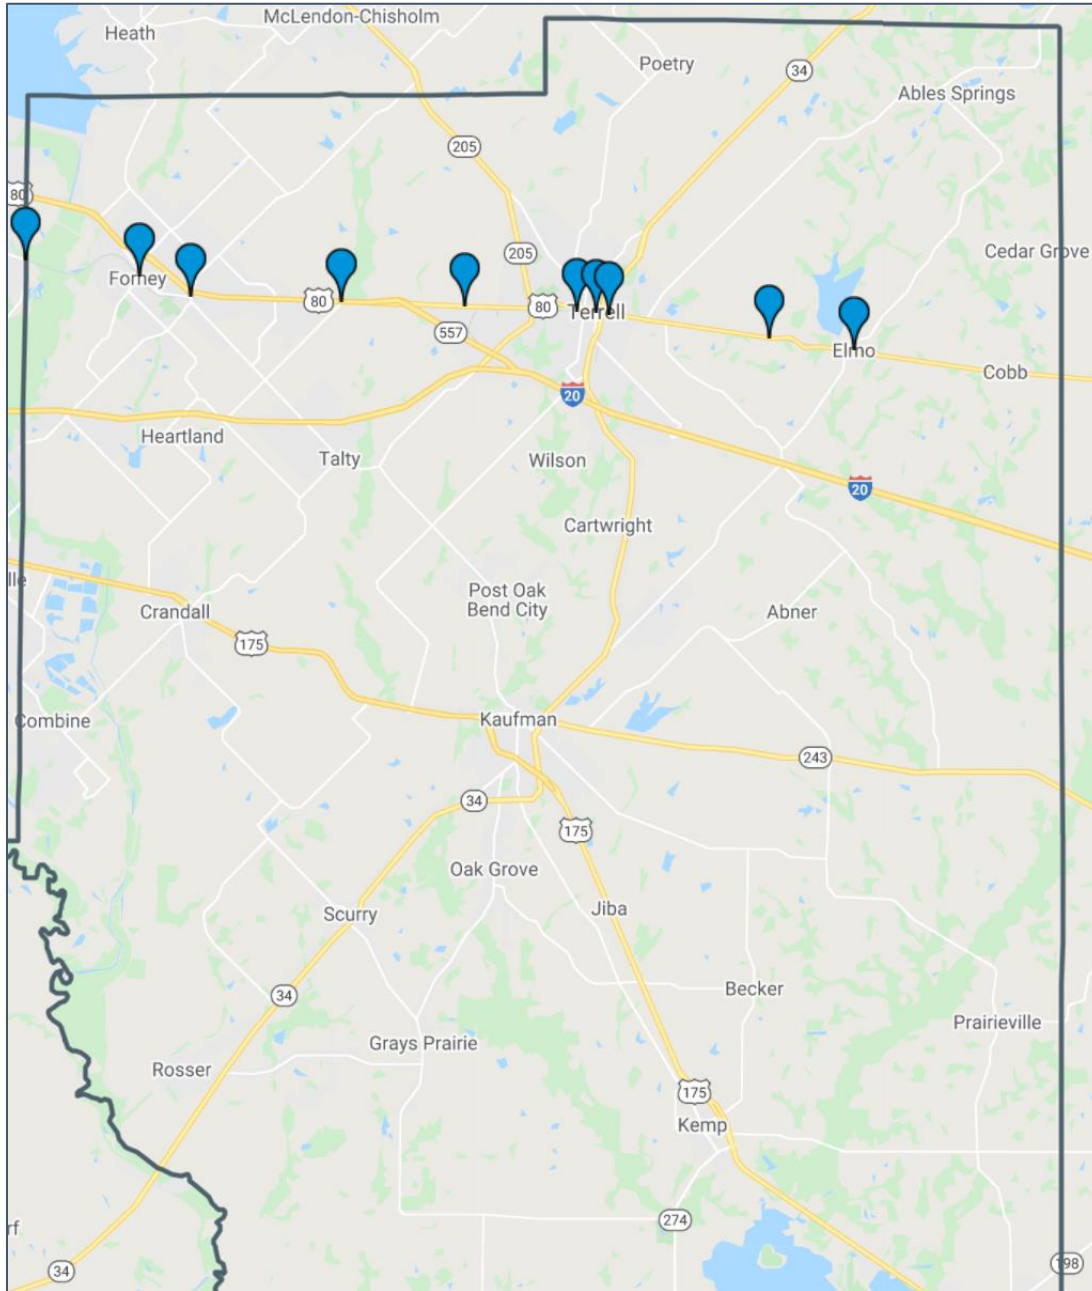 McLendon-Chisholm
Heath
Poetry
34
Ables Springs
205
80
Cedar Grove
205
Forney
80
80
Terrell
557
Elmo
Cobb
20
Heartland
Talty
Wilson
20
Cartwright
lle
Post Oak
Bend City
Crandall
Abner
175
Combine
Kaufman
243
34
175
Oak Grove
Jiba
Scurry
Becker
34
Prairieville
Grays Prairie
Rosser
175
Kemp
274
rf
198
34